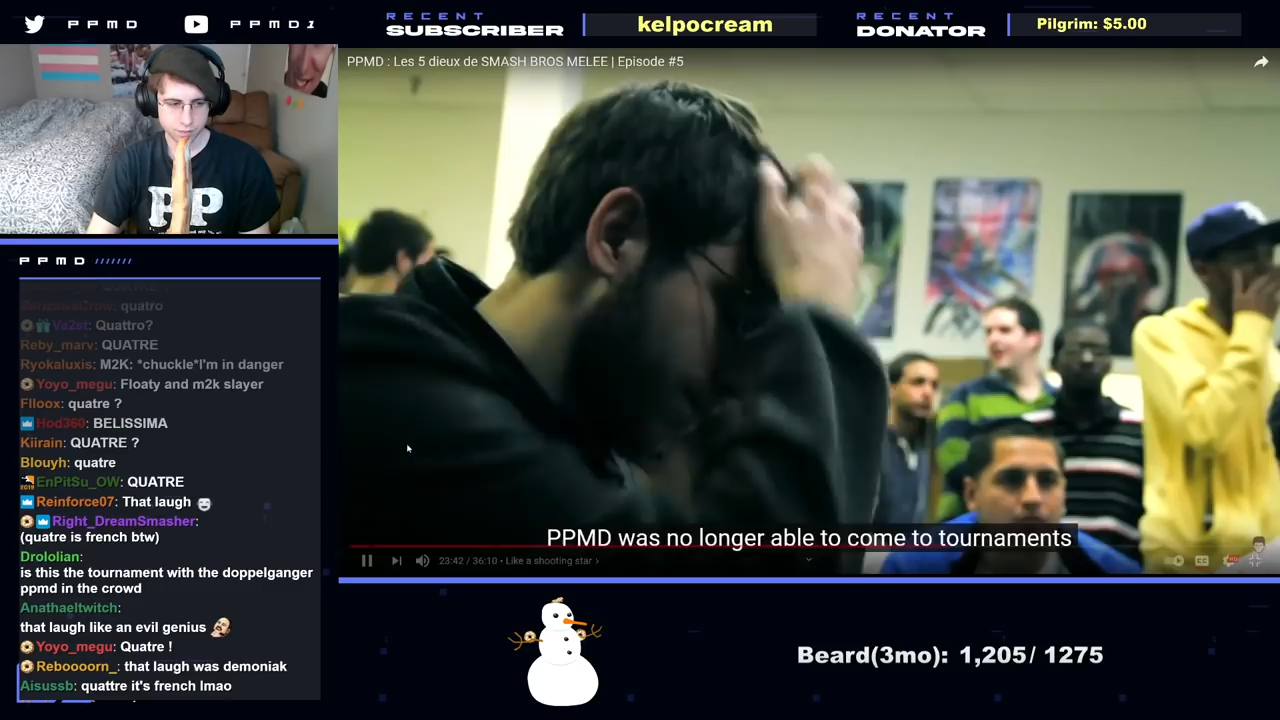 PPMD
PPMD1
RECENT
SUBSCRIBER
kelpocream
RECENT
DONATOR
Pilgrim: $5.00
PPMD : Les 5 dieux de SMASH BROS MELEE | Episode #5
PP
PPMD ///////
quatro
Va2st: Quattro?
Reby_marv: QUATRE
Ryokaluxis: M2K: *chuckle*I'm in danger
Yoyo_megu: Floaty and m2k slayer
Flloox: quatre ?
Hod360: BELISSIMA
Kiirain: QUATRE ?
Blouyh: quatre
EnPitSu_OW: QUATRE
Reinforce07: That laugh
Right_DreamSmasher:
(quatre is french btw)
Drololian:
is this the tournament with the doppelganger
ppmd in the crowd
Anathaeltwitch:
that laugh like an evil genius
Yoyo_megu: Quatre !
Reboooorn_: that laugh was demoniak
Aisussb: quattre it's french lmao
PPMD was no longer able to come to tournaments
23:42 / 36:10 • Like a shooting star ›
Beard(3mo): 1,205/ 1275